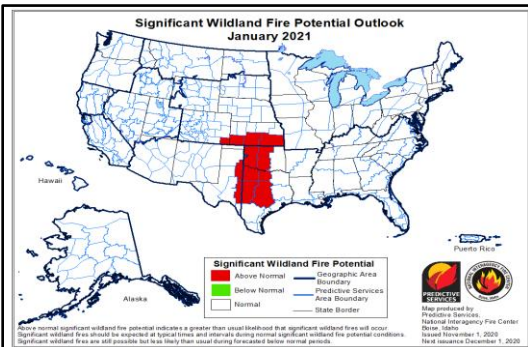 Significant Wildland Fire Potential Outlook
January 2021
Hawaii
Alaska
Puerto Rico
Significant Wildland Fire Potential
Above Normal
Below Normal
Normal
Geographic Area
Boundary
Predictive Services
Area Boundary
State Border
PREDICTIVE
SERVICES
Map produced by
Predictive Services,
National Interagency Fire Center
Boise, Idaho
Issued November 1, 2020
Next issuance December 1, 2020
Above normal significant wildland fire potential indicates a greater than usual likelihood that significant wildland fires will occur
Significant wildland fires should be expected at typical times and intervals during normal significant wildland fire potential conditions.
Significant wildland fires are still possible but less likely than usual during forecasted below normal periods.